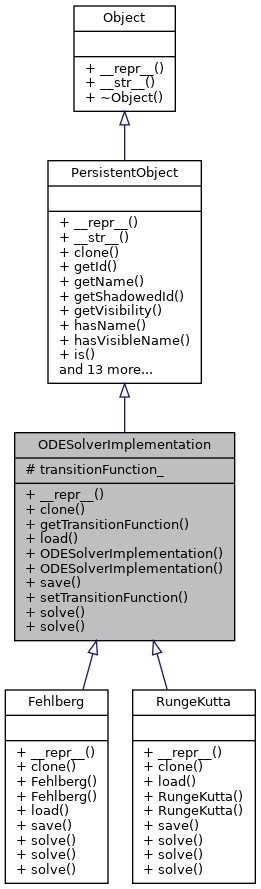 Object
+ __repr__()
+ __str__()
+ ~Object()
PersistentObject
+ __repr__()
+ __str__()
+ clone()
+ getId()
+ getName()
+ getShadowedId()
+ getVisibility()
+ hasName()
+ hasVisibleName()
+ is()
and 13 more...
ODESolverImplementation
# transitionFunction_
+ __repr__()
+ clone()
+ getTransitionFunction()
+ load()
+ ODESolverImplementation()
+ ODESolverImplementation()
+ save()
+ setTransitionFunction()
+ solve()
+ solve()
Fehlberg
+ __repr__()
+ clone()
+ Fehlberg()
+ Fehlberg()
+ load()
+ save()
+ solve()
+ solve()
+ solve()
RungeKutta
+ __repr__()
+ clone()
+ load()
+ RungeKutta()
+ RungeKutta()
+ save()
+ solve()
+ solve()
+ solve()